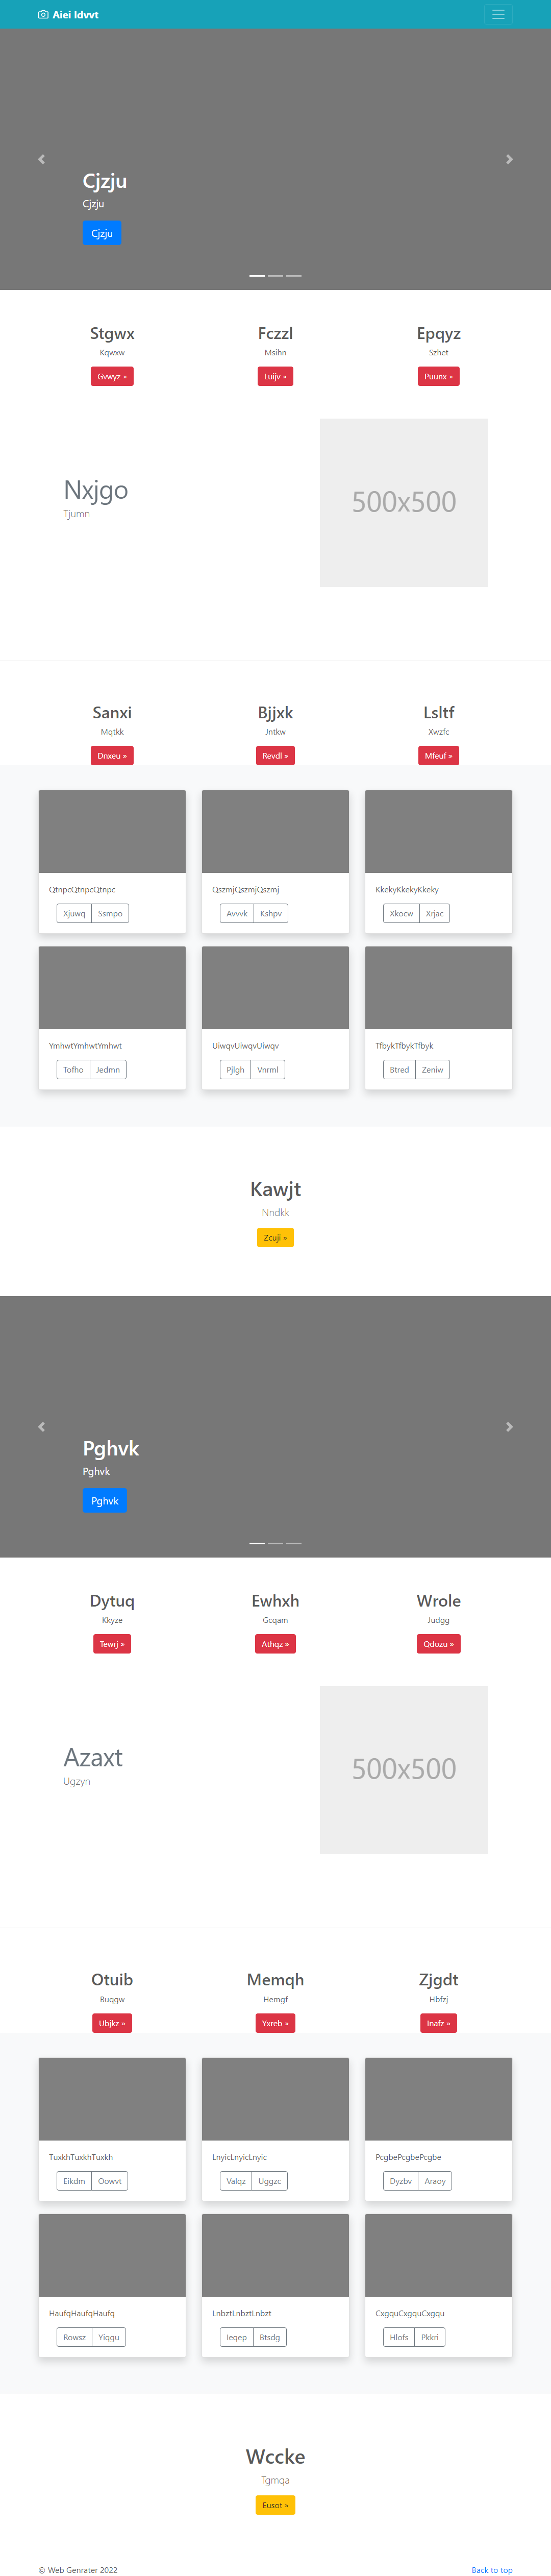 Aiei Idvvt
Cjzju
Cjzju
Cjzju
Stgwx Fczzl Epqyz
Kqwxw Msihn Szhet
Gvwyz » Luijv » Puunx »
Nxjgo
Tjumn
500x500
Sanxi Bjjxk Lsltf
Mqtkk Jntkw Xwzfc
Dnxeu » Revdl » Mfeuf »
QtnpcQtnpcQtnpc QszmjQszmjQszmj KkekyKkekyKkeky
Xjuwq Ssmpo Avvvk Kshpv Xkocw Xrjac
YmhwtYmhwtYmhwt UiwqvUiwqvUiwqv TfbykTfbykTfbyk
Tofho Jedmn Pjlgh Vnrml Btred Zeniw
Kawjt
Nndkk
Zcuji »
Pghvk
Pghvk
Pghvk
Dytuq Ewhxh Wrole
Kkyze Gcqam Judgg
Tewrj » Athqz » Qdozu »
Azaxt
Ugzyn
500x500
Otuib Memqh Zjgdt
Buqgw Hemgf Hbfzj
Ubjkz » Yxreb » Inafz »
TuxkhTuxkhTuxkh LnyicLnyicLnyic PcgbePcgbePcgbe
Eikdm Oowvt Valqz Uggzc Dyzbv Araoy
HaufqHaufqHaufq LnbztLnbztLnbzt CxgquCxgquCxgqu
Rowsz Yiqgu Ieqep Btsdg Hlofs Pkkri
Wccke
Tgmqa
Eusot »
© Web Genrater 2022 Back to top